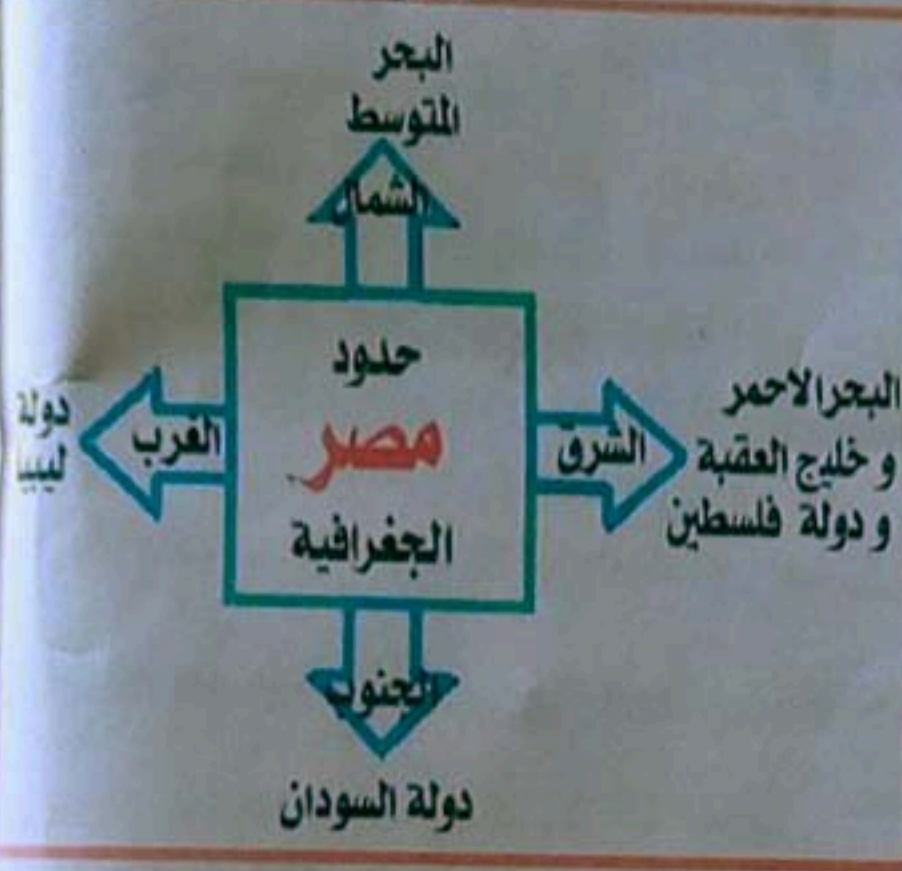 البحر
المتوسط
الشمال
حدود
مصر
الجغرافية
الشرق
البحرالاحمر
و خليج العقبة
و دولة فلسطين
الغرب
دولة
ليبيا
الجنوب
دولة السودان